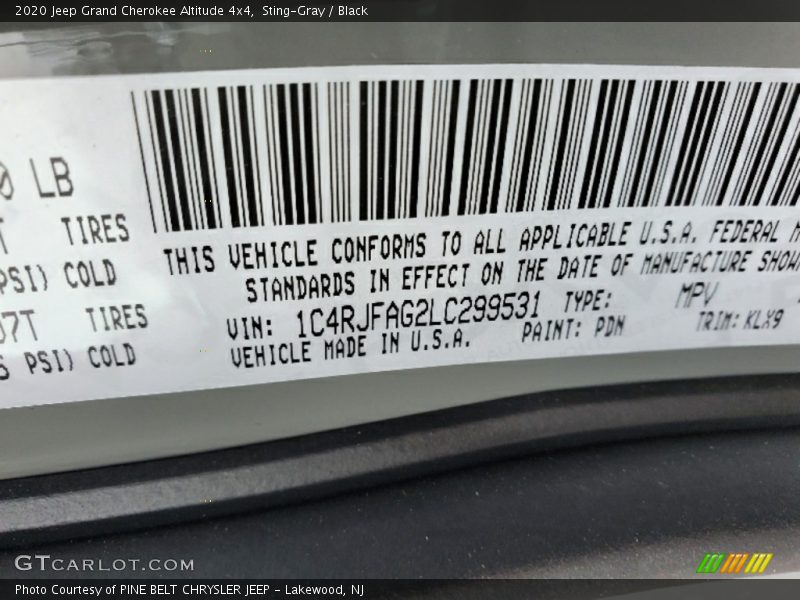 2020 Jeep Grand Cherokee Altitude 4x4, Sting-Gray / Black
0 LB
TIRES
PSI) COLD
07T TIRES
PSI) COLD
THIS VEHICLE CONFORMS TO ALL APPLICABLE U.S.A. FEDERAL M
STANDARDS IN EFFECT ON THE DATE OF MANUFACTURE SHOW
VIN: 1C4RJFAG2LC299531 TYPE: MPV
VEHICLE MADE IN U.S.A. PAINT: PDN TRIM: KLX9
GTCARLOT.COM
Photo Courtesy of PINE BELT CHRYSLER JEEP - Lakewood, NJ